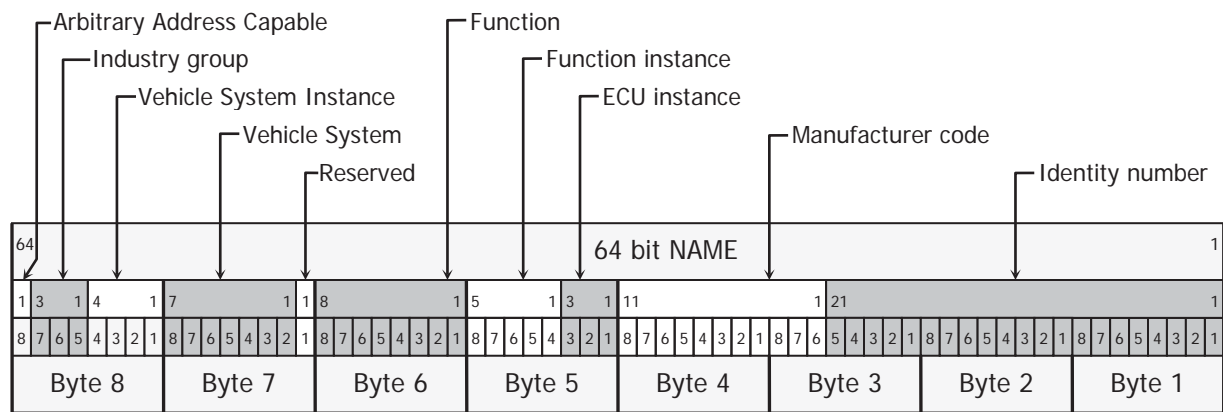 Arbitrary Address Capable
Function
Industry group
Function instance
Vehicle System Instance
ECU instance
Vehicle System
Manufacturer code
Reserved
Identity number
64 64 bit NAME 1
1 3 1 4 1 7 1 1 8 1 5 1 3 1 11 1 21 1
8 7 6 5 4 3 2 1 8 7 6 5 4 3 2 1 8 7 6 5 4 3 2 1 8 7 6 5 4 3 2 1 8 7 6 5 4 3 2 1 8 7 6 5 4 3 2 1 8 7 6 5 4 3 2 1 8 7 6 5 4 3 2 1
Byte 8 Byte 7 Byte 6 Byte 5 Byte 4 Byte 3 Byte 2 Byte 1